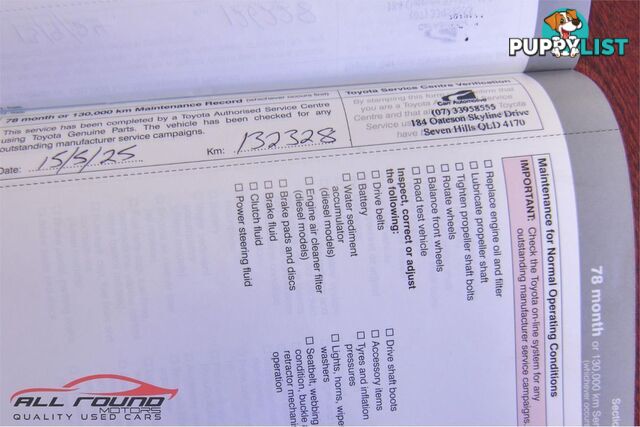 PUPPYLIST
78 month or 130,000 km Maintenance Record (whichever occurs first)
This service has been completed by a Toyota Authorised Service Centre
using Toyota Genuine Parts. The vehicle has been checked for any
outstanding manufacturer service campaigns.
Date: 15/5/25 Km: 132328
Toyota Service Centre Verification
By stamping this
you are a Toyota
Centre and that
have
Carr Automotive
(07) 33958555
184 Oateson Skyline Drive
Seven Hills QLD 4170
78 month or 130,000 km
(whichever occurs
Maintenance for Normal Operating Conditions
IMPORTANT: Check the Toyota on-line system for any
outstanding manufacturer service campaigns.
☐ Replace engine oil and filter
☐ Lubricate propeller shaft
☐ Tighten propeller shaft bolts
☐ Rotate wheels
☐ Balance front wheels
☐ Road test vehicle
Inspect, correct or adjust
the following:
☐ Drive belts
☐ Battery
☐ Water sediment
accumulator
(diesel models)
☐ Engine air cleaner filter
(diesel models)
☐ Brake pads and discs
☐ Brake fluid
☐ Clutch fluid
☐ Power steering fluid
☐ Drive shaft boots
☐ Accessory items
☐ Tyres and inflation
pressures
☐ Lights, horns,
washers
☐ Seatbelt, webbing
condition, buckle
retractor
operation
ALL ROUND
MOTORS
QUALITY USED CARS